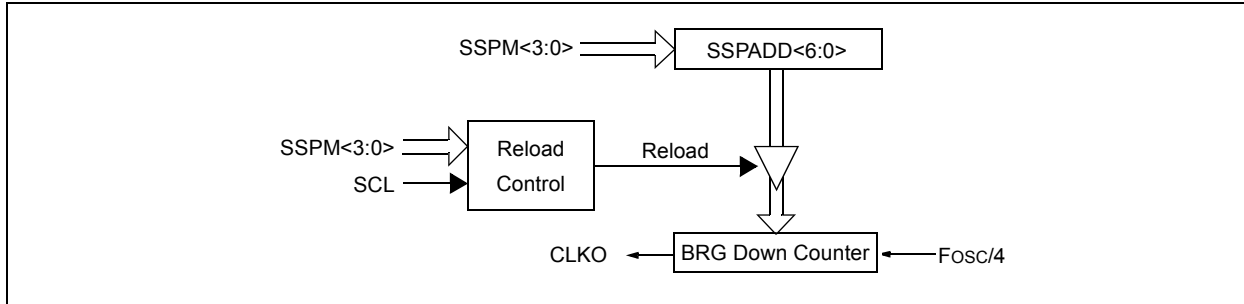 SSPM<3:0>
SSPADD<6:0>
SSPM<3:0>
SCL
Reload
Control
Reload
CLKO
BRG Down Counter
FOSC/4